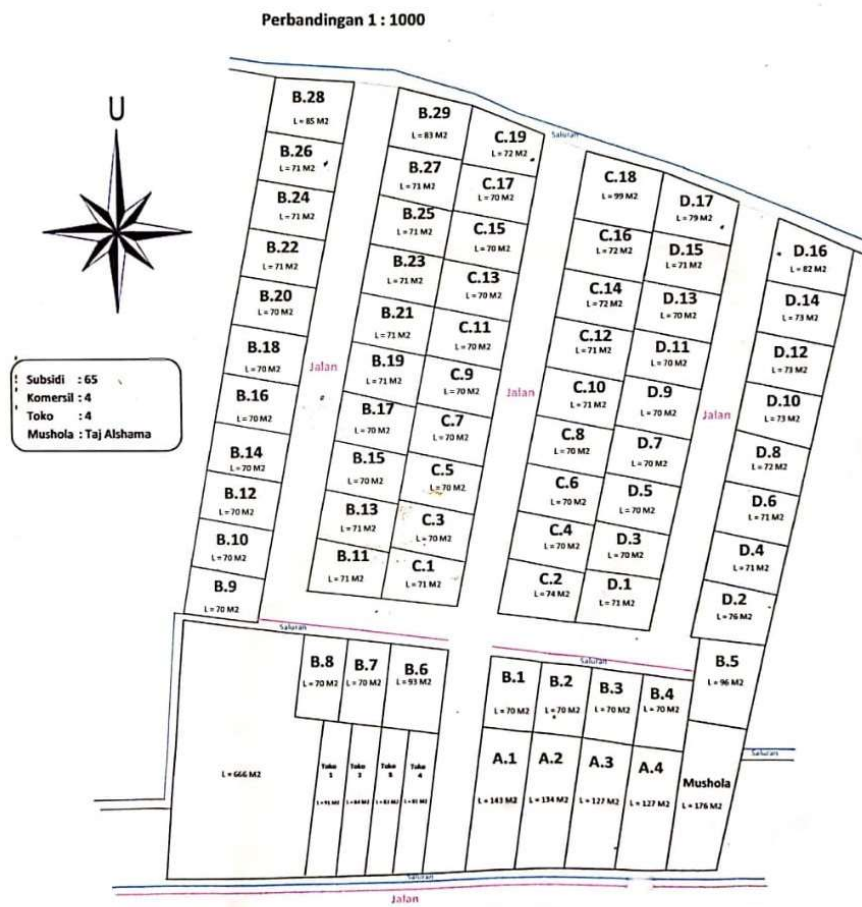 Perbandingan 1 : 1000
U
Subsidi : 65
Komersil : 4
Toko : 4
Mushola : Taj Alshama
B.28
L = 85 M2
B.26
L = 71 M2
B.24
L = 71 M2
B.22
L = 71 M2
B.20
L = 70 M2
B.18
L = 70 M2
B.16
L = 70 M2
B.14
L = 70 M2
B.12
L = 70 M2
B.10
L = 70 M2
B.9
L = 70 M2
Jalan
B.29
L = 83 M2
B.27
L = 71 M2
B.25
L = 71 M2
B.23
L = 71 M2
B.21
L = 71 M2
B.19
L = 71 M2
B.17
L = 70 M2
B.15
L = 70 M2
B.13
L = 71 M2
B.11
L = 71 M2
C.19
L = 72 M2
C.17
L = 70 M2
C.15
L = 70 M2
C.13
L = 70 M2
C.11
L = 70 M2
C.9
L = 70 M2
C.7
L = 70 M2
C.5
L = 70 M2
C.3
L = 70 M2
C.1
L = 71 M2
Saluran
Jalan
C.18
L = 99 M2
C.16
L = 72 M2
C.14
L = 72 M2
C.12
L = 71 M2
C.10
L = 71 M2
C.8
L = 70 M2
C.6
L = 70 M2
C.4
L = 70 M2
C.2
L = 74 M2
D.17
L = 79 M2
D.15
L = 71 M2
D.13
L = 70 M2
D.11
L = 70 M2
D.9
L = 70 M2
D.7
L = 70 M2
D.5
L = 70 M2
D.3
L = 70 M2
D.1
L = 71 M2
Jalan
D.16
L = 82 M2
D.14
L = 73 M2
D.12
L = 73 M2
D.10
L = 73 M2
D.8
L = 72 M2
D.6
L = 71 M2
D.4
L = 71 M2
D.2
L = 76 M2
B.5
L = 96 M2
Saluran
Saluran
B.8
L = 70 M2
B.7
L = 70 M2
B.6
L = 93 M2
B.1
L = 70 M2
B.2
L = 70 M2
B.3
L = 70 M2
B.4
L = 70 M2
Saluran
L = 666 M2
Toko
1
L = 91 M2
Toko
Toko
Toko
4
A.1
L = 143 M2
A.2
L = 134 M2
A.3
L = 127 M2
A.4
L = 127 M2
Mushola
L = 176 M2
Saluran
Jalan